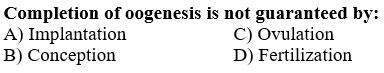 Completion of oogenesis is not guaranteed by:
A) Implantation C) Ovulation
B) Conception D) Fertilization